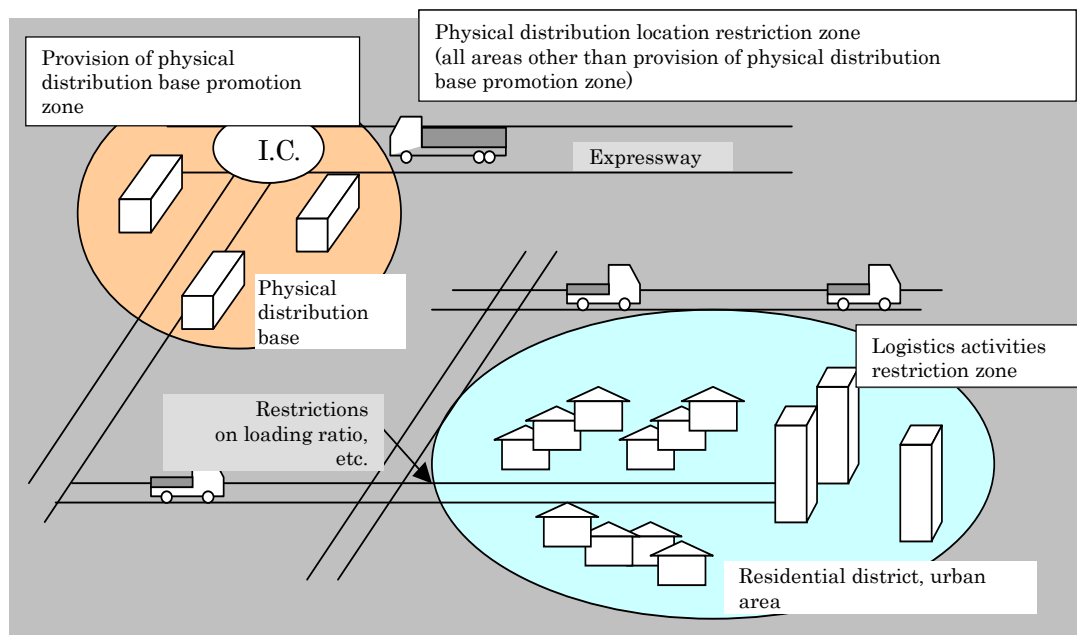 Provision of physical
distribution base promotion
zone
Physical distribution location restriction zone
(all areas other than provision of physical distribution
base promotion zone)
I.C.
Expressway
Physical
distribution
base
Logistics activities
restriction zone
Restrictions
on loading ratio,
etc.
Residential district, urban
area